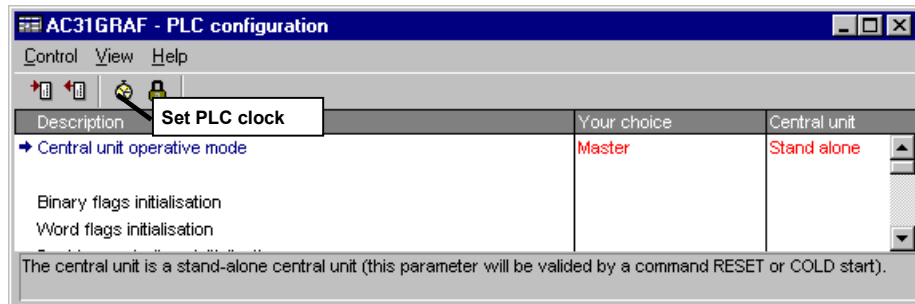 AC31GRAF - PLC configuration
Control View Help
Set PLC clock
Description Your choice Central unit
Central unit operative mode Master Stand alone
Binary flags initialisation
Word flags initialisation
The central unit is a stand-alone central unit (this parameter will be valided by a command RESET or COLD start).